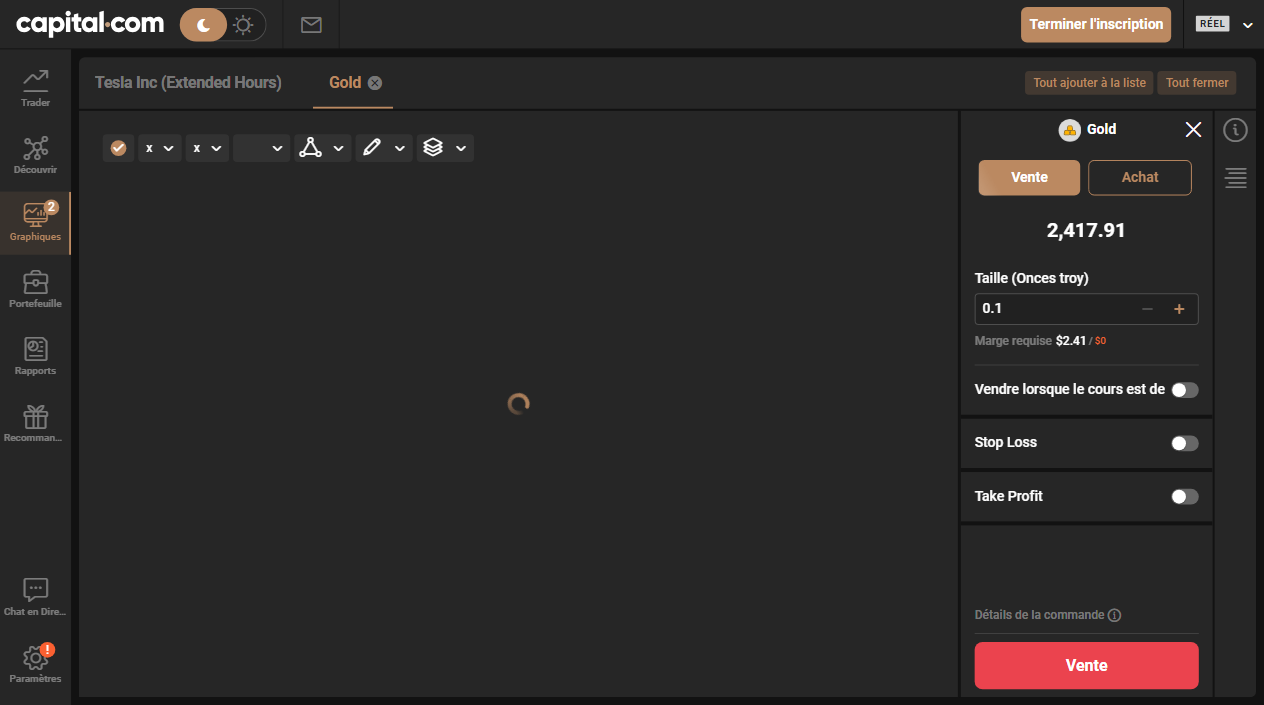 capital.com
Terminer l'inscription
RÉEL
Trader
Découvrir
2
Graphiques
Portefeuille
Rapports
Recomman...
Chat en Dire...
!
Paramètres
Tesla Inc (Extended Hours)
Gold
Tout ajouter à la liste
Tout fermer
x
x
Gold
Vente
Achat
2,417.91
Taille (Onces troy)
0.1
Marge requise $2.41 / $0
Vendre lorsque le cours est de
Stop Loss
Take Profit
Détails de la commande
Vente